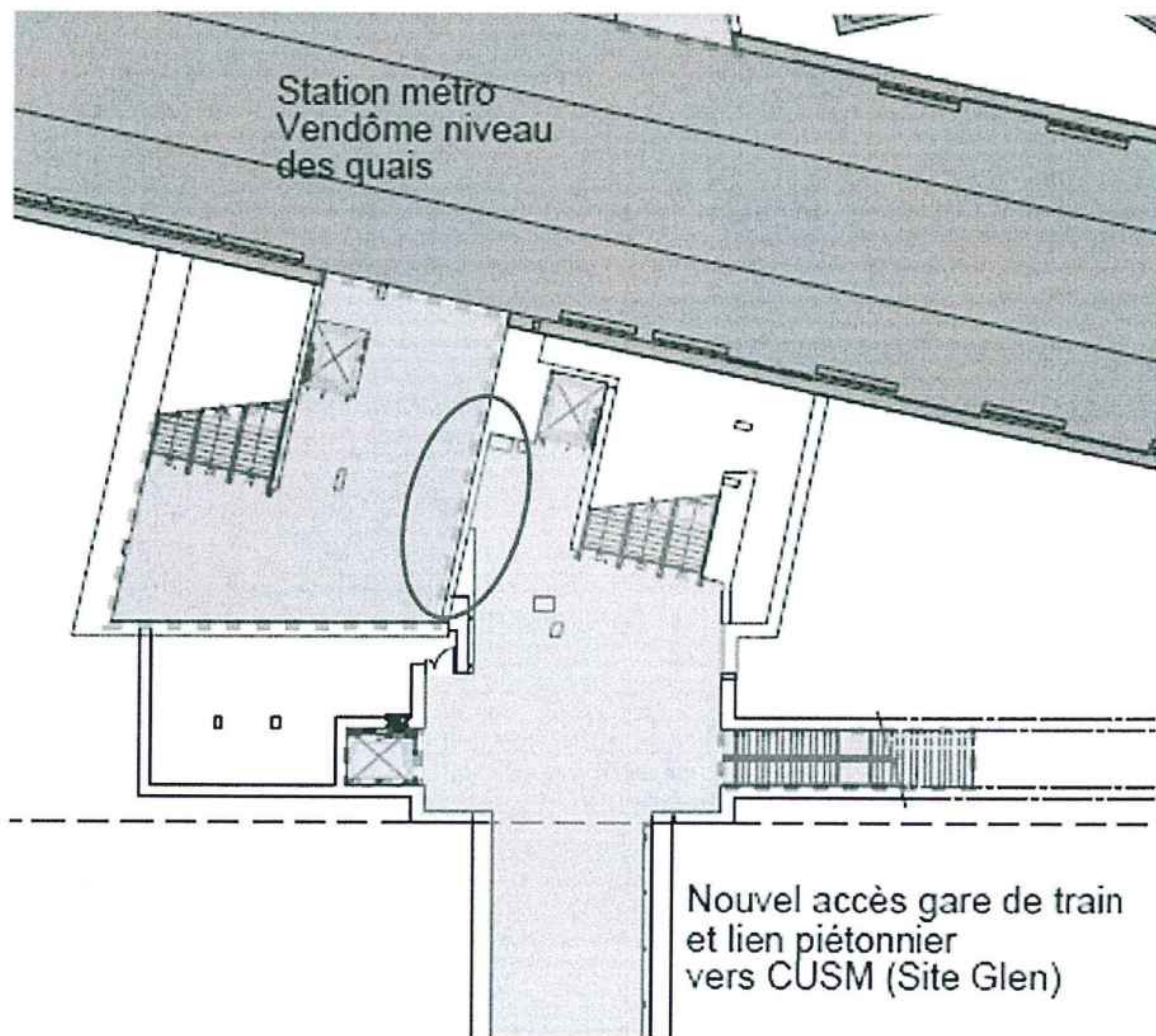 Station métro
Vendôme niveau
des quais
Nouvel accès gare de train
et lien piétonnier
vers CUSM (Site Glen)